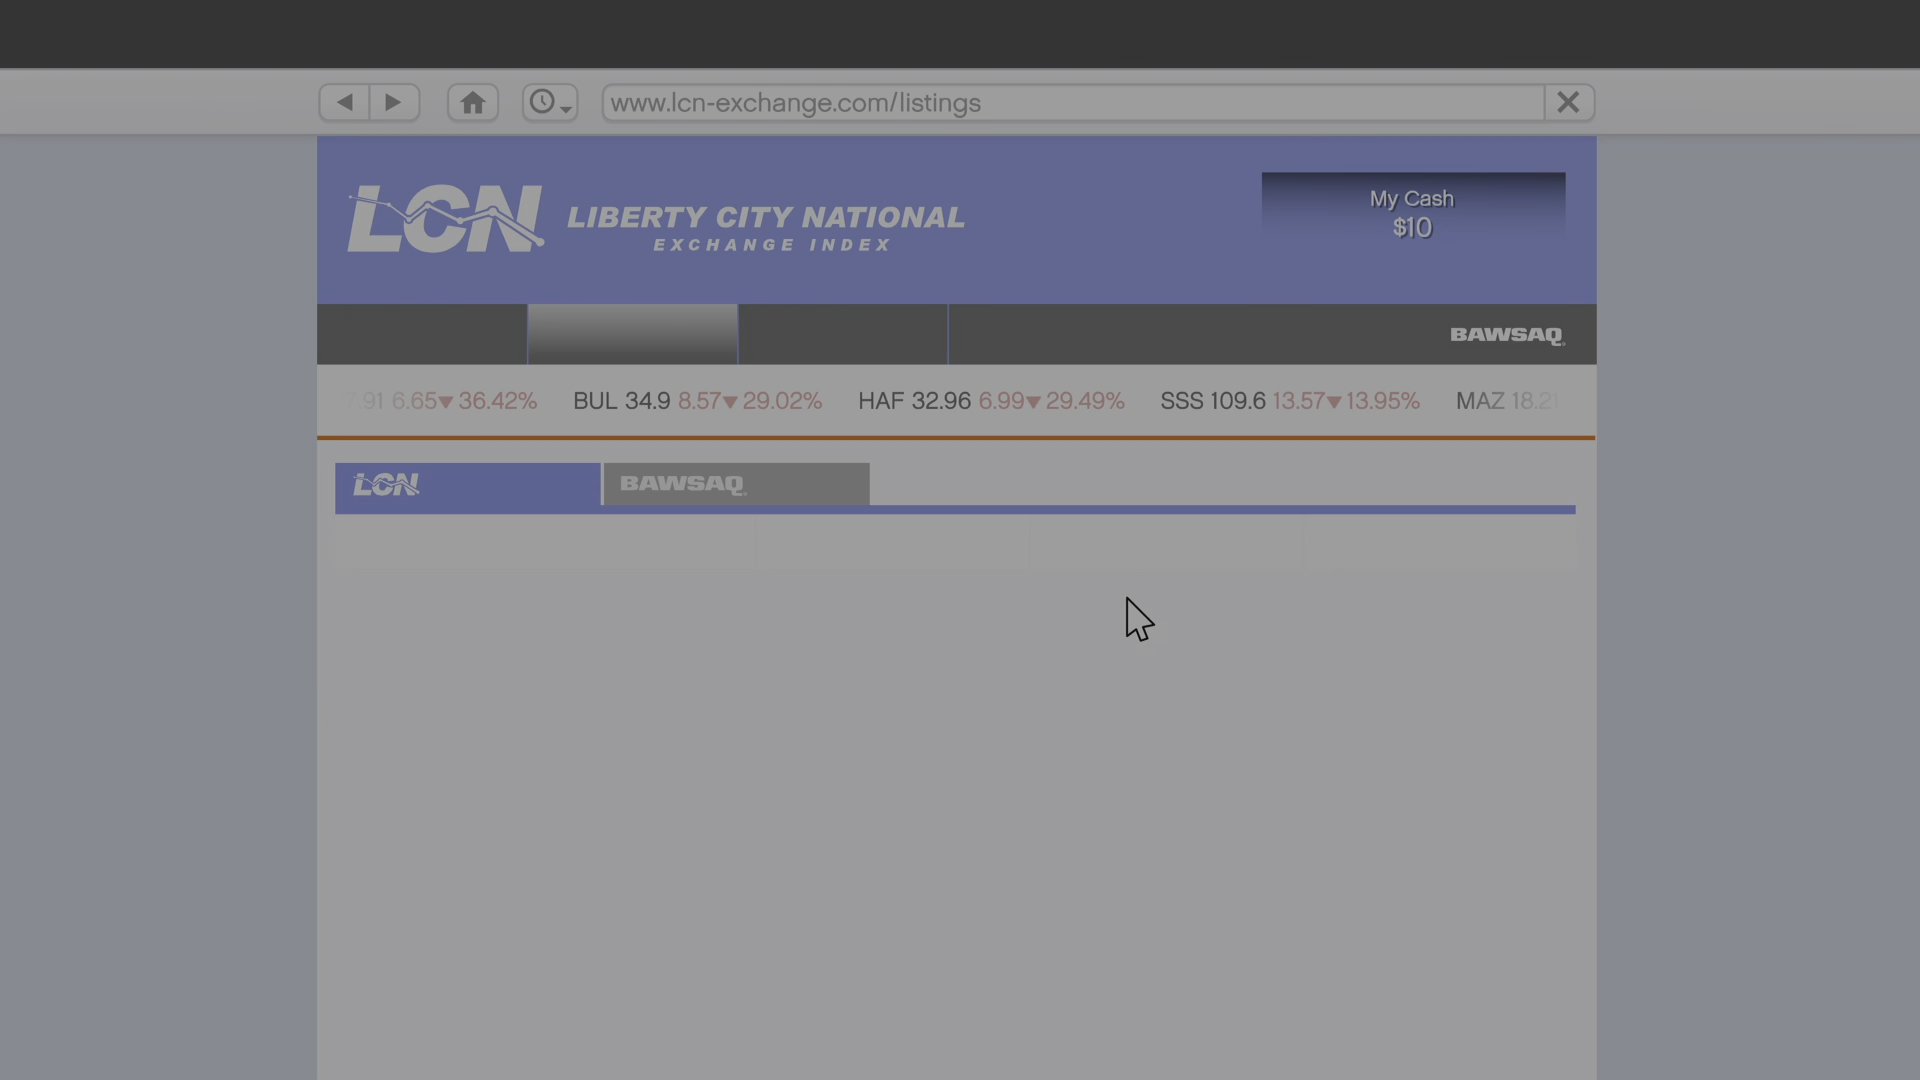 www.lcn-exchange.com/listings
LCN LIBERTY CITY NATIONAL
EXCHANGE INDEX
My Cash
$10
BAWSAQ
6.65▼36.42% BUL 34.9 8.57▼29.02% HAF 32.96 6.99▼29.49% SSS 109.6 13.57▼13.95% MAZ
LCN BAWSAQ